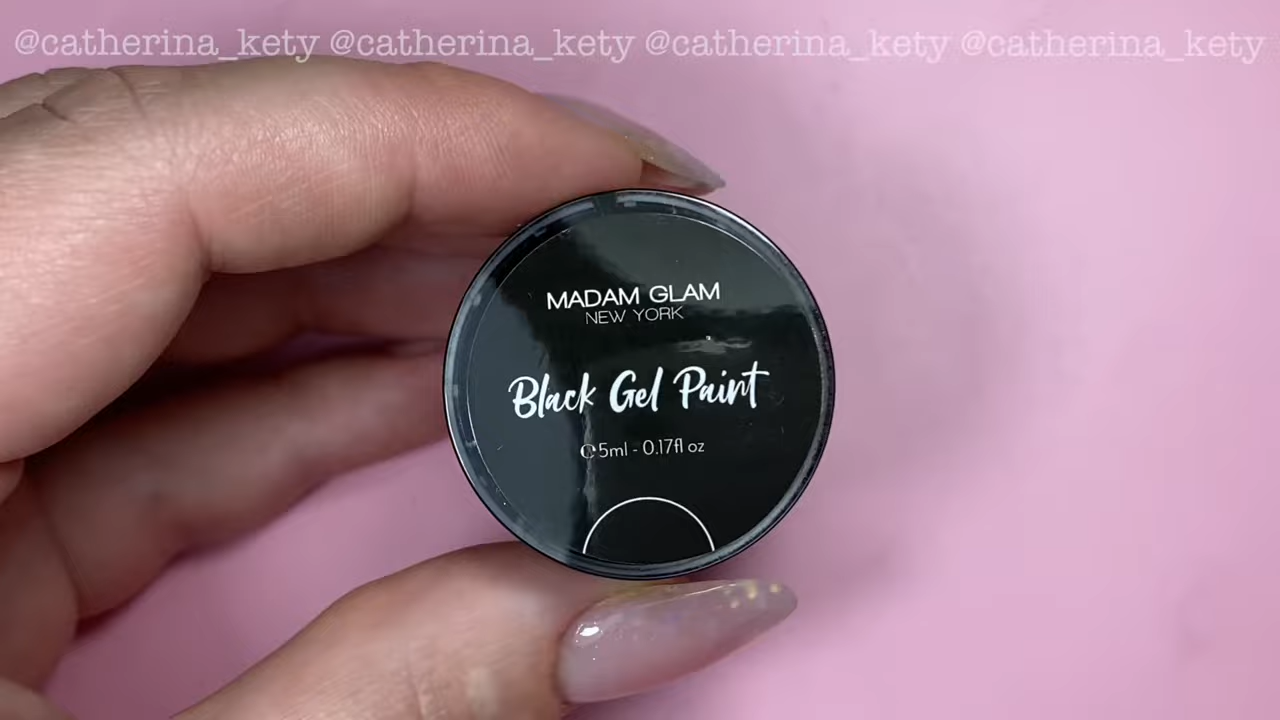 @catherina_kety @catherina_kety @catherina_kety @catherina_kety
MADAM GLAM
NEW YORK
Black Gel Paint
℮5ml - 0.17fl oz